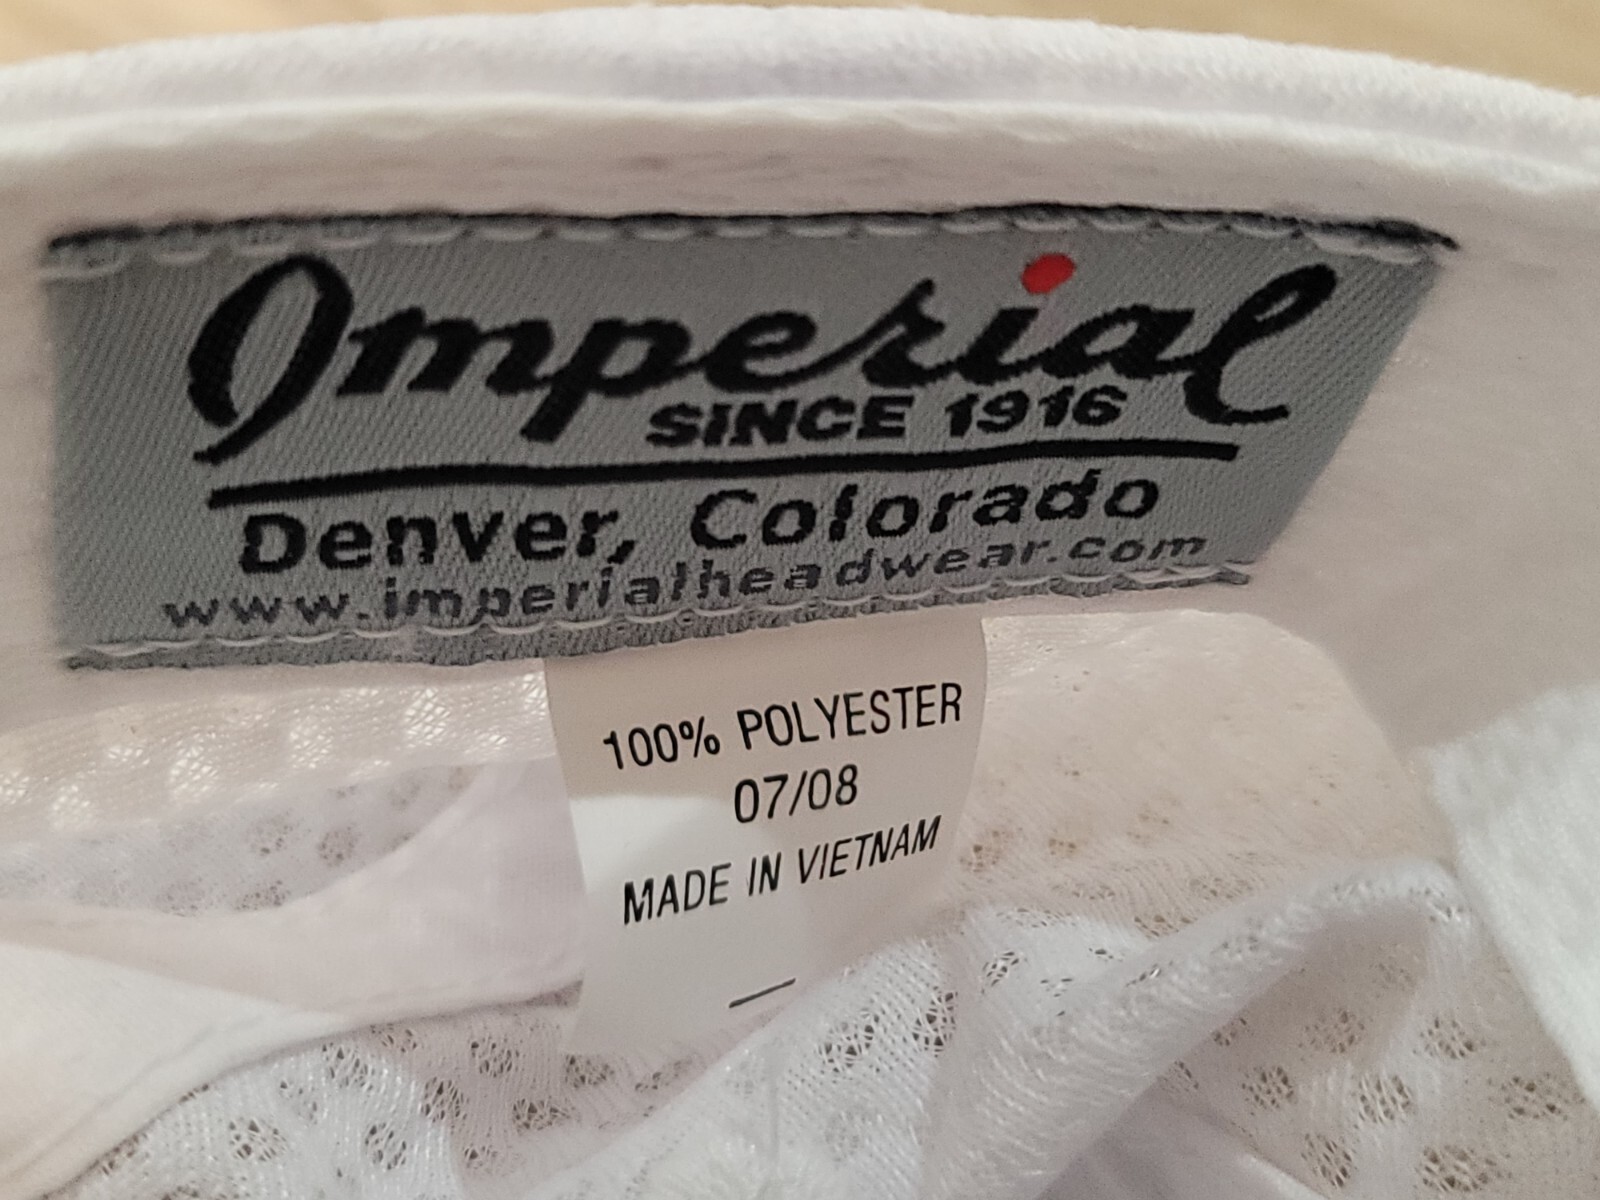 Imperial
SINCE 1916
Denver, Colorado
www.imperialheadwear.com
100% POLYESTER
07/08
MADE IN VIETNAM